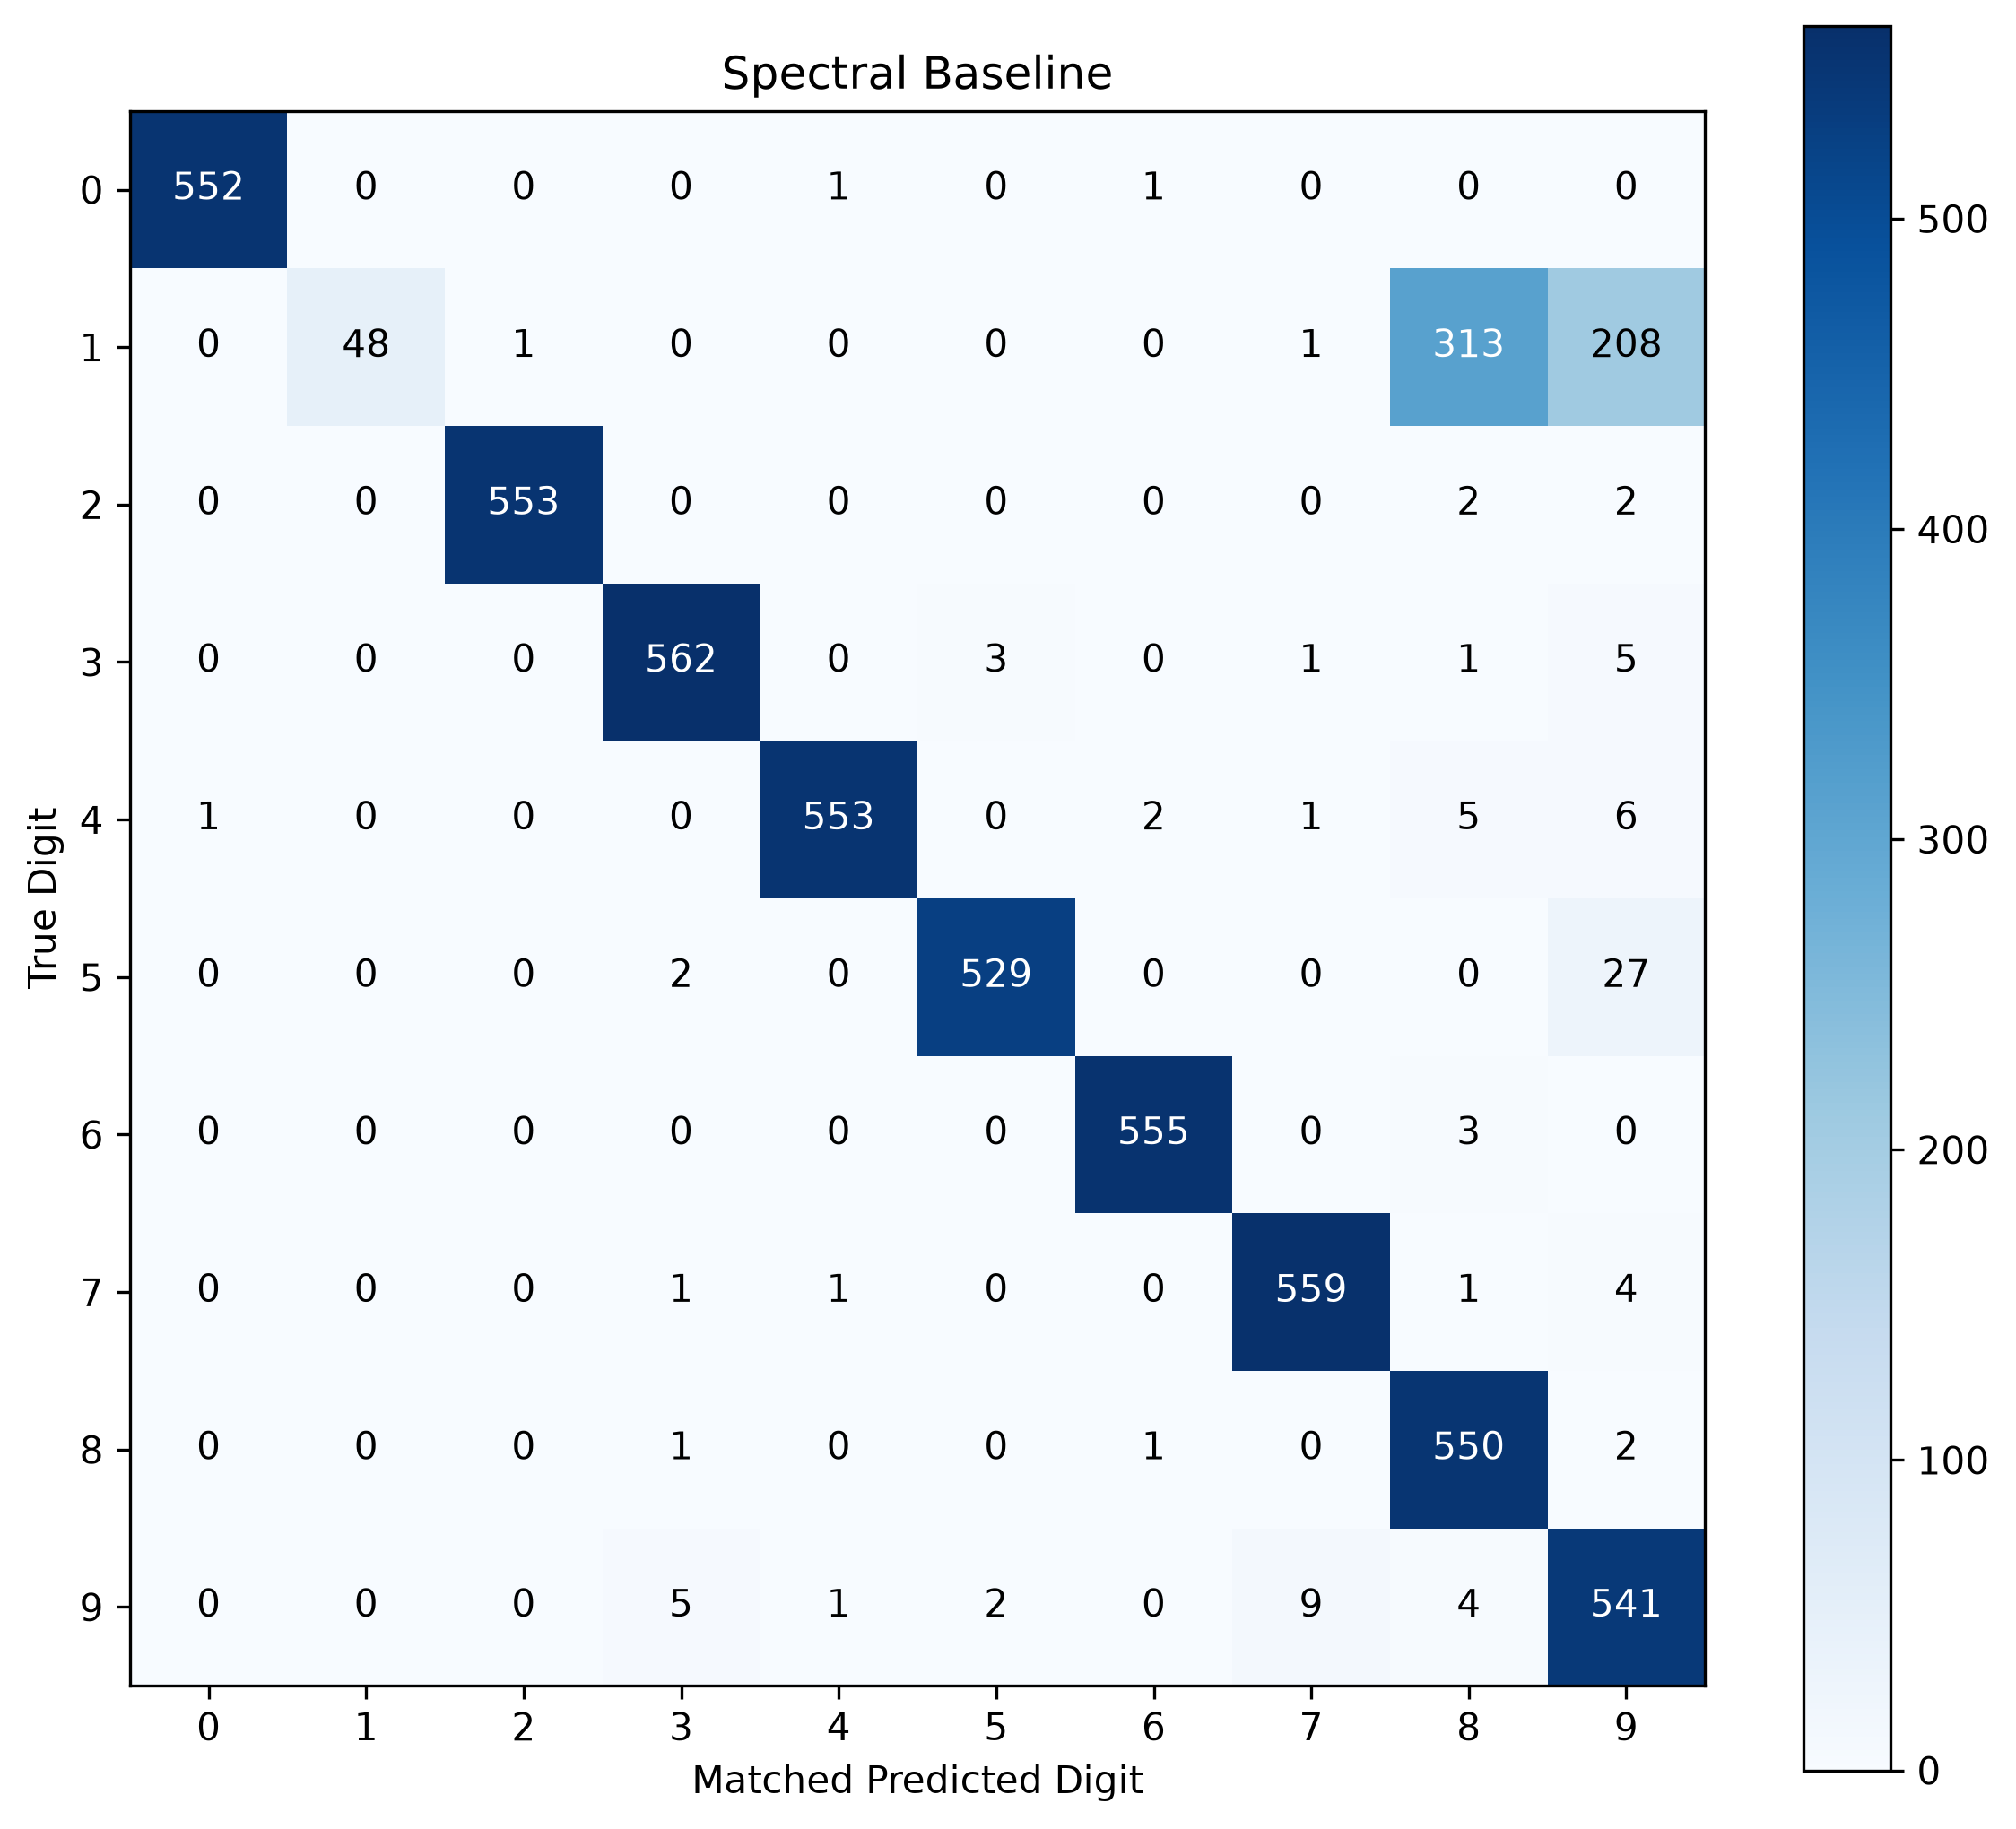 Spectral Baseline
0 552 0 0 0 1 0 1 0 0 0
1 0 48 1 0 0 0 0 1 313 208
2 0 0 553 0 0 0 0 0 2 2
3 0 0 0 562 0 3 0 1 1 5
4 1 0 0 0 553 0 2 1 5 6
5 0 0 0 2 0 529 0 0 0 27
6 0 0 0 0 0 0 555 0 3 0
7 0 0 0 1 1 0 0 559 1 4
8 0 0 0 1 0 0 1 0 550 2
9 0 0 0 5 1 2 0 9 4 541
0 1 2 3 4 5 6 7 8 9
Matched Predicted Digit
True Digit
500
400
300
200
100
0